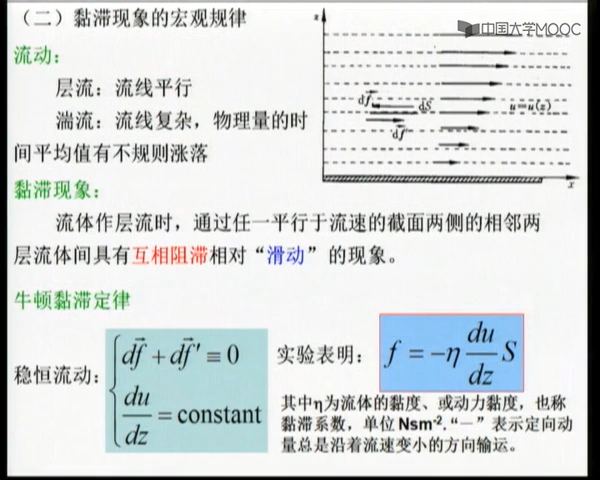 （二）黏滞现象的宏观规律
中国大学MOOC
流动：
层流：流线平行
湍流：流线复杂，物理量的时
间平均值有不规则涨落
z
df
dS
u=u(z)
df'
x
黏滞现象：
流体作层流时，通过任一平行于流速的截面两侧的相邻两
层流体间具有互相阻滞相对“滑动”的现象。
牛顿黏滞定律
稳恒流动：
df⃗ + df⃗' ≡ 0
du/dz = constant
实验表明：
f = −η du/dz S
其中η为流体的黏度、或动力黏度，也称
黏滞系数，单位 Nsm⁻². “－”表示定向动
量总是沿着流速变小的方向输运。